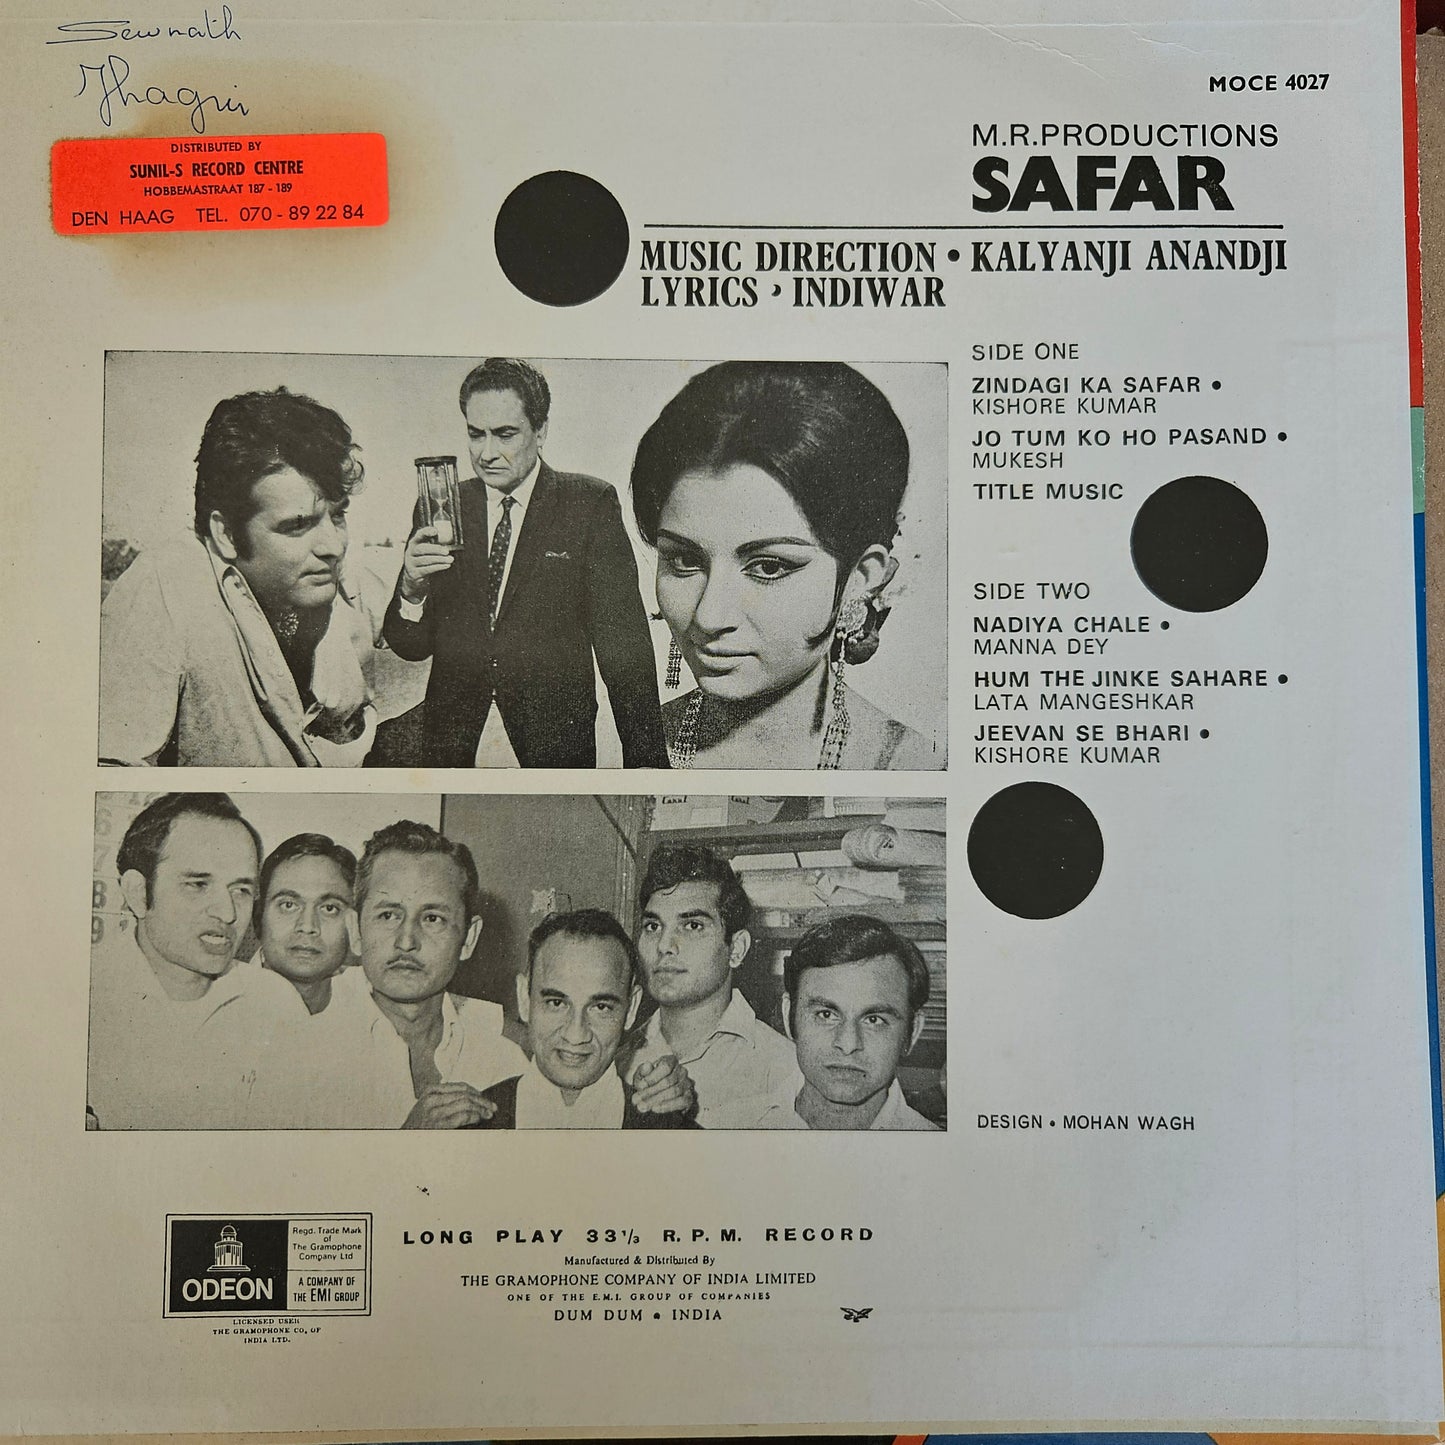 Sewnath
Jhagru
DISTRIBUTED BY
SUNIL-S RECORD CENTRE
HOBBEMASTRAAT 187 - 189
DEN HAAG TEL. 070 - 89 22 84
MOCE 4027
M.R.PRODUCTIONS
SAFAR
MUSIC DIRECTION • KALYANJI ANANDJI
LYRICS • INDIWAR
SIDE ONE
ZINDAGI KA SAFAR •
KISHORE KUMAR
JO TUM KO HO PASAND •
MUKESH
TITLE MUSIC
SIDE TWO
NADIYA CHALE •
MANNA DEY
HUM THE JINKE SAHARE •
LATA MANGESHKAR
JEEVAN SE BHARI •
KISHORE KUMAR
DESIGN • MOHAN WAGH
ODEON
Regd. Trade Mark
of
The Gramophone
Company Ltd
A COMPANY OF
THE EMI GROUP
LICENSED USER
THE GRAMOPHONE CO, OF
INDIA LTD.
LONG PLAY 33 1/3 R. P. M. RECORD
Manufactured & Distributed By
THE GRAMOPHONE COMPANY OF INDIA LIMITED
ONE OF THE E.M.I. GROUP OF COMPANIES
DUM DUM • INDIA